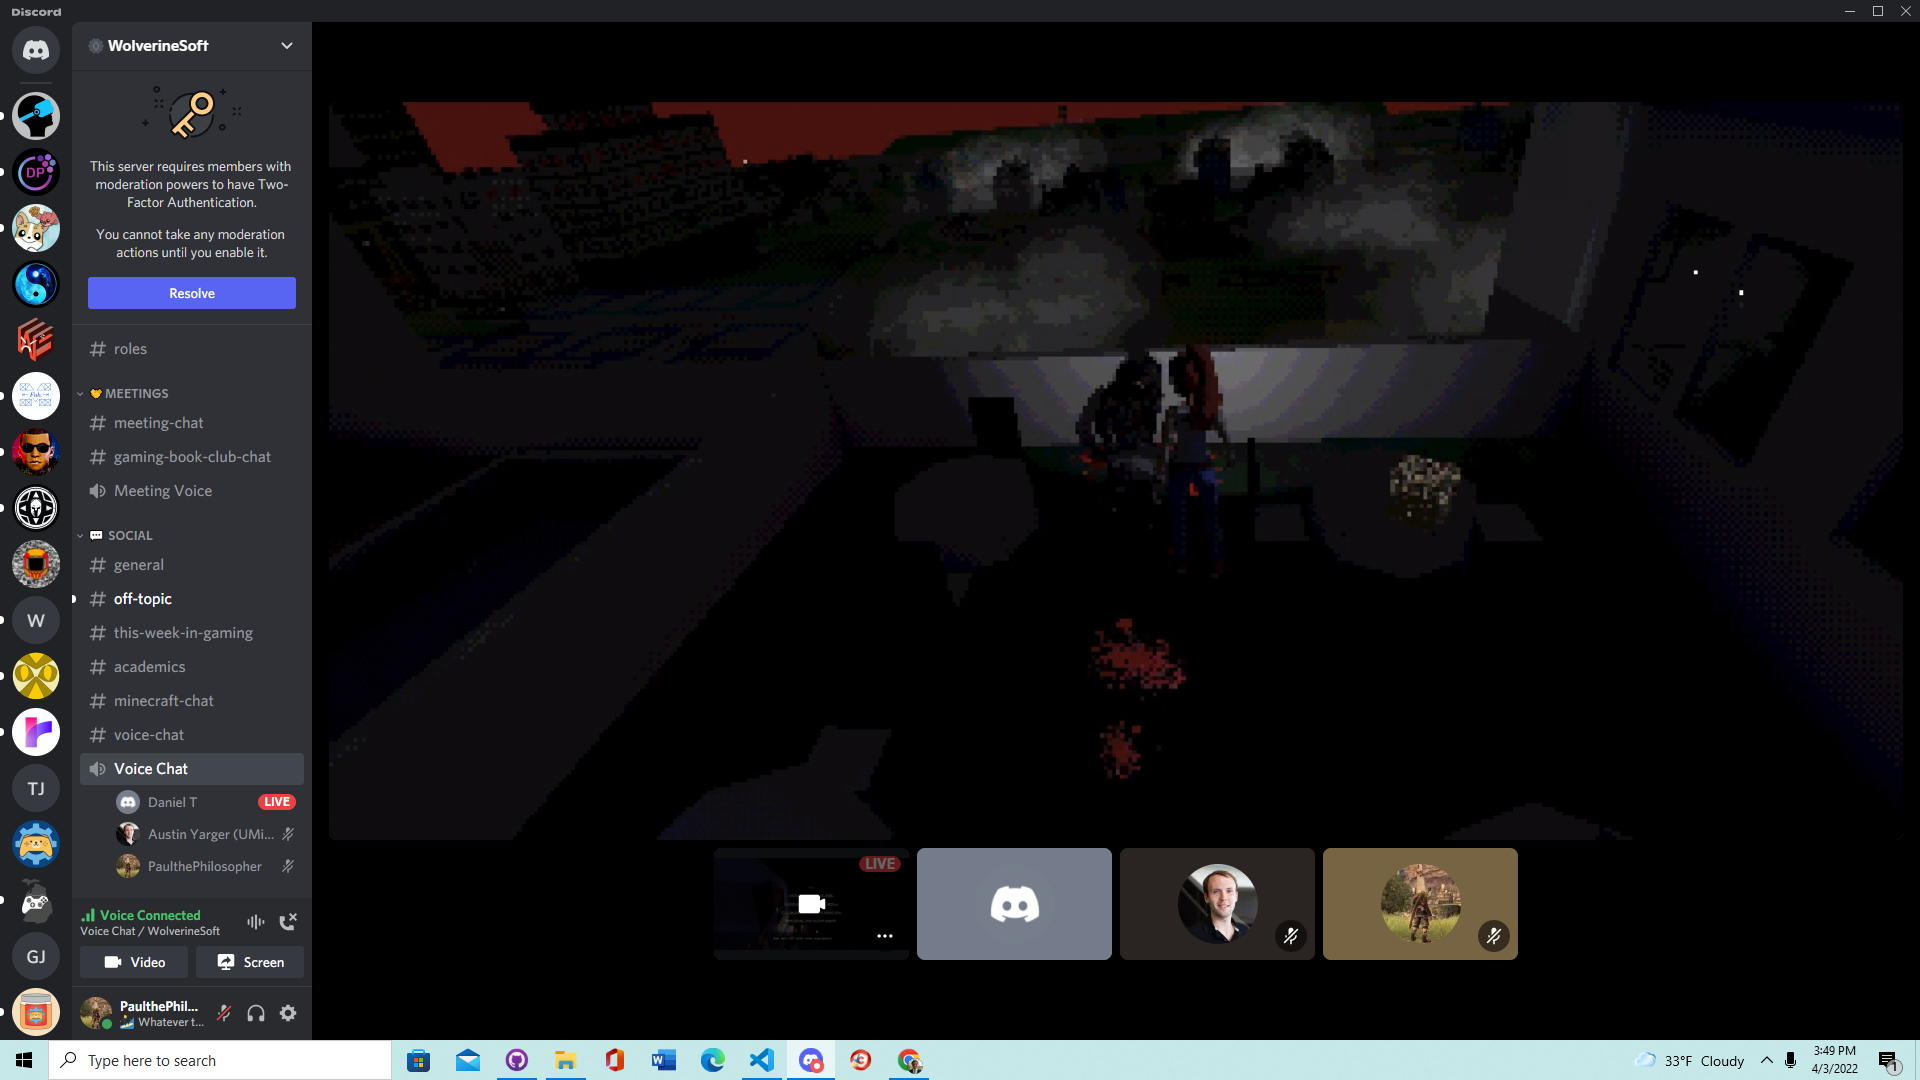 Discord
WolverineSoft
This server requires members with
moderation powers to have Two-
Factor Authentication.
You cannot take any moderation
actions until you enable it.
Resolve
roles
MEETINGS
meeting-chat
gaming-book-club-chat
Meeting Voice
SOCIAL
general
off-topic
this-week-in-gaming
academics
minecraft-chat
voice-chat
Voice Chat
Daniel T
LIVE
Austin Yarger (UMi...
PaulthePhilosopher
Voice Connected
Voice Chat / WolverineSoft
Video
Screen
PaulthePhil...
Whatever t...
DP
W
TJ
GJ
LIVE
Type here to search
33°F Cloudy
3:49 PM
4/3/2022
1